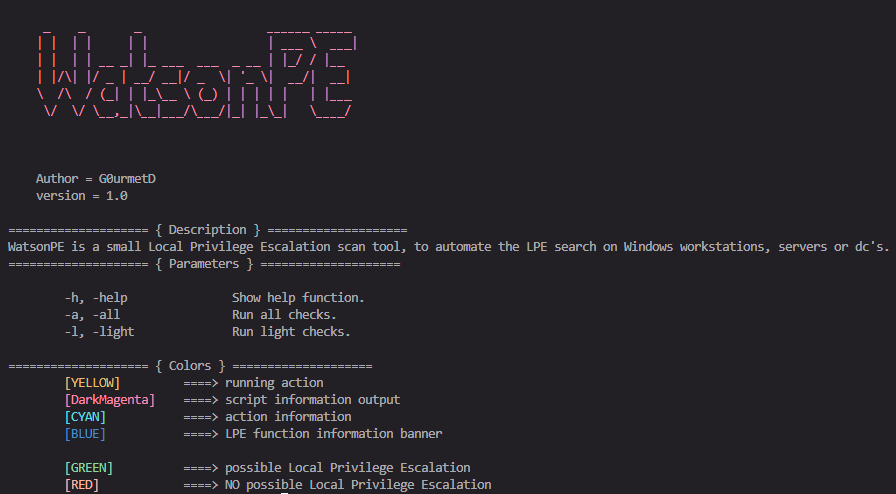 WatsonPE
Author = G0urmetD
version = 1.0
==================== { Description } ====================
WatsonPE is a small Local Privilege Escalation scan tool, to automate the LPE search on Windows workstations, servers or dc's.
==================== { Parameters } ====================
-h, -help Show help function.
-a, -all Run all checks.
-l, -light Run light checks.
==================== { Colors } ====================
[YELLOW] ====> running action
[DarkMagenta] ====> script information output
[CYAN] ====> action information
[BLUE] ====> LPE function information banner
[GREEN] ====> possible Local Privilege Escalation
[RED] ====> NO possible Local Privilege Escalation